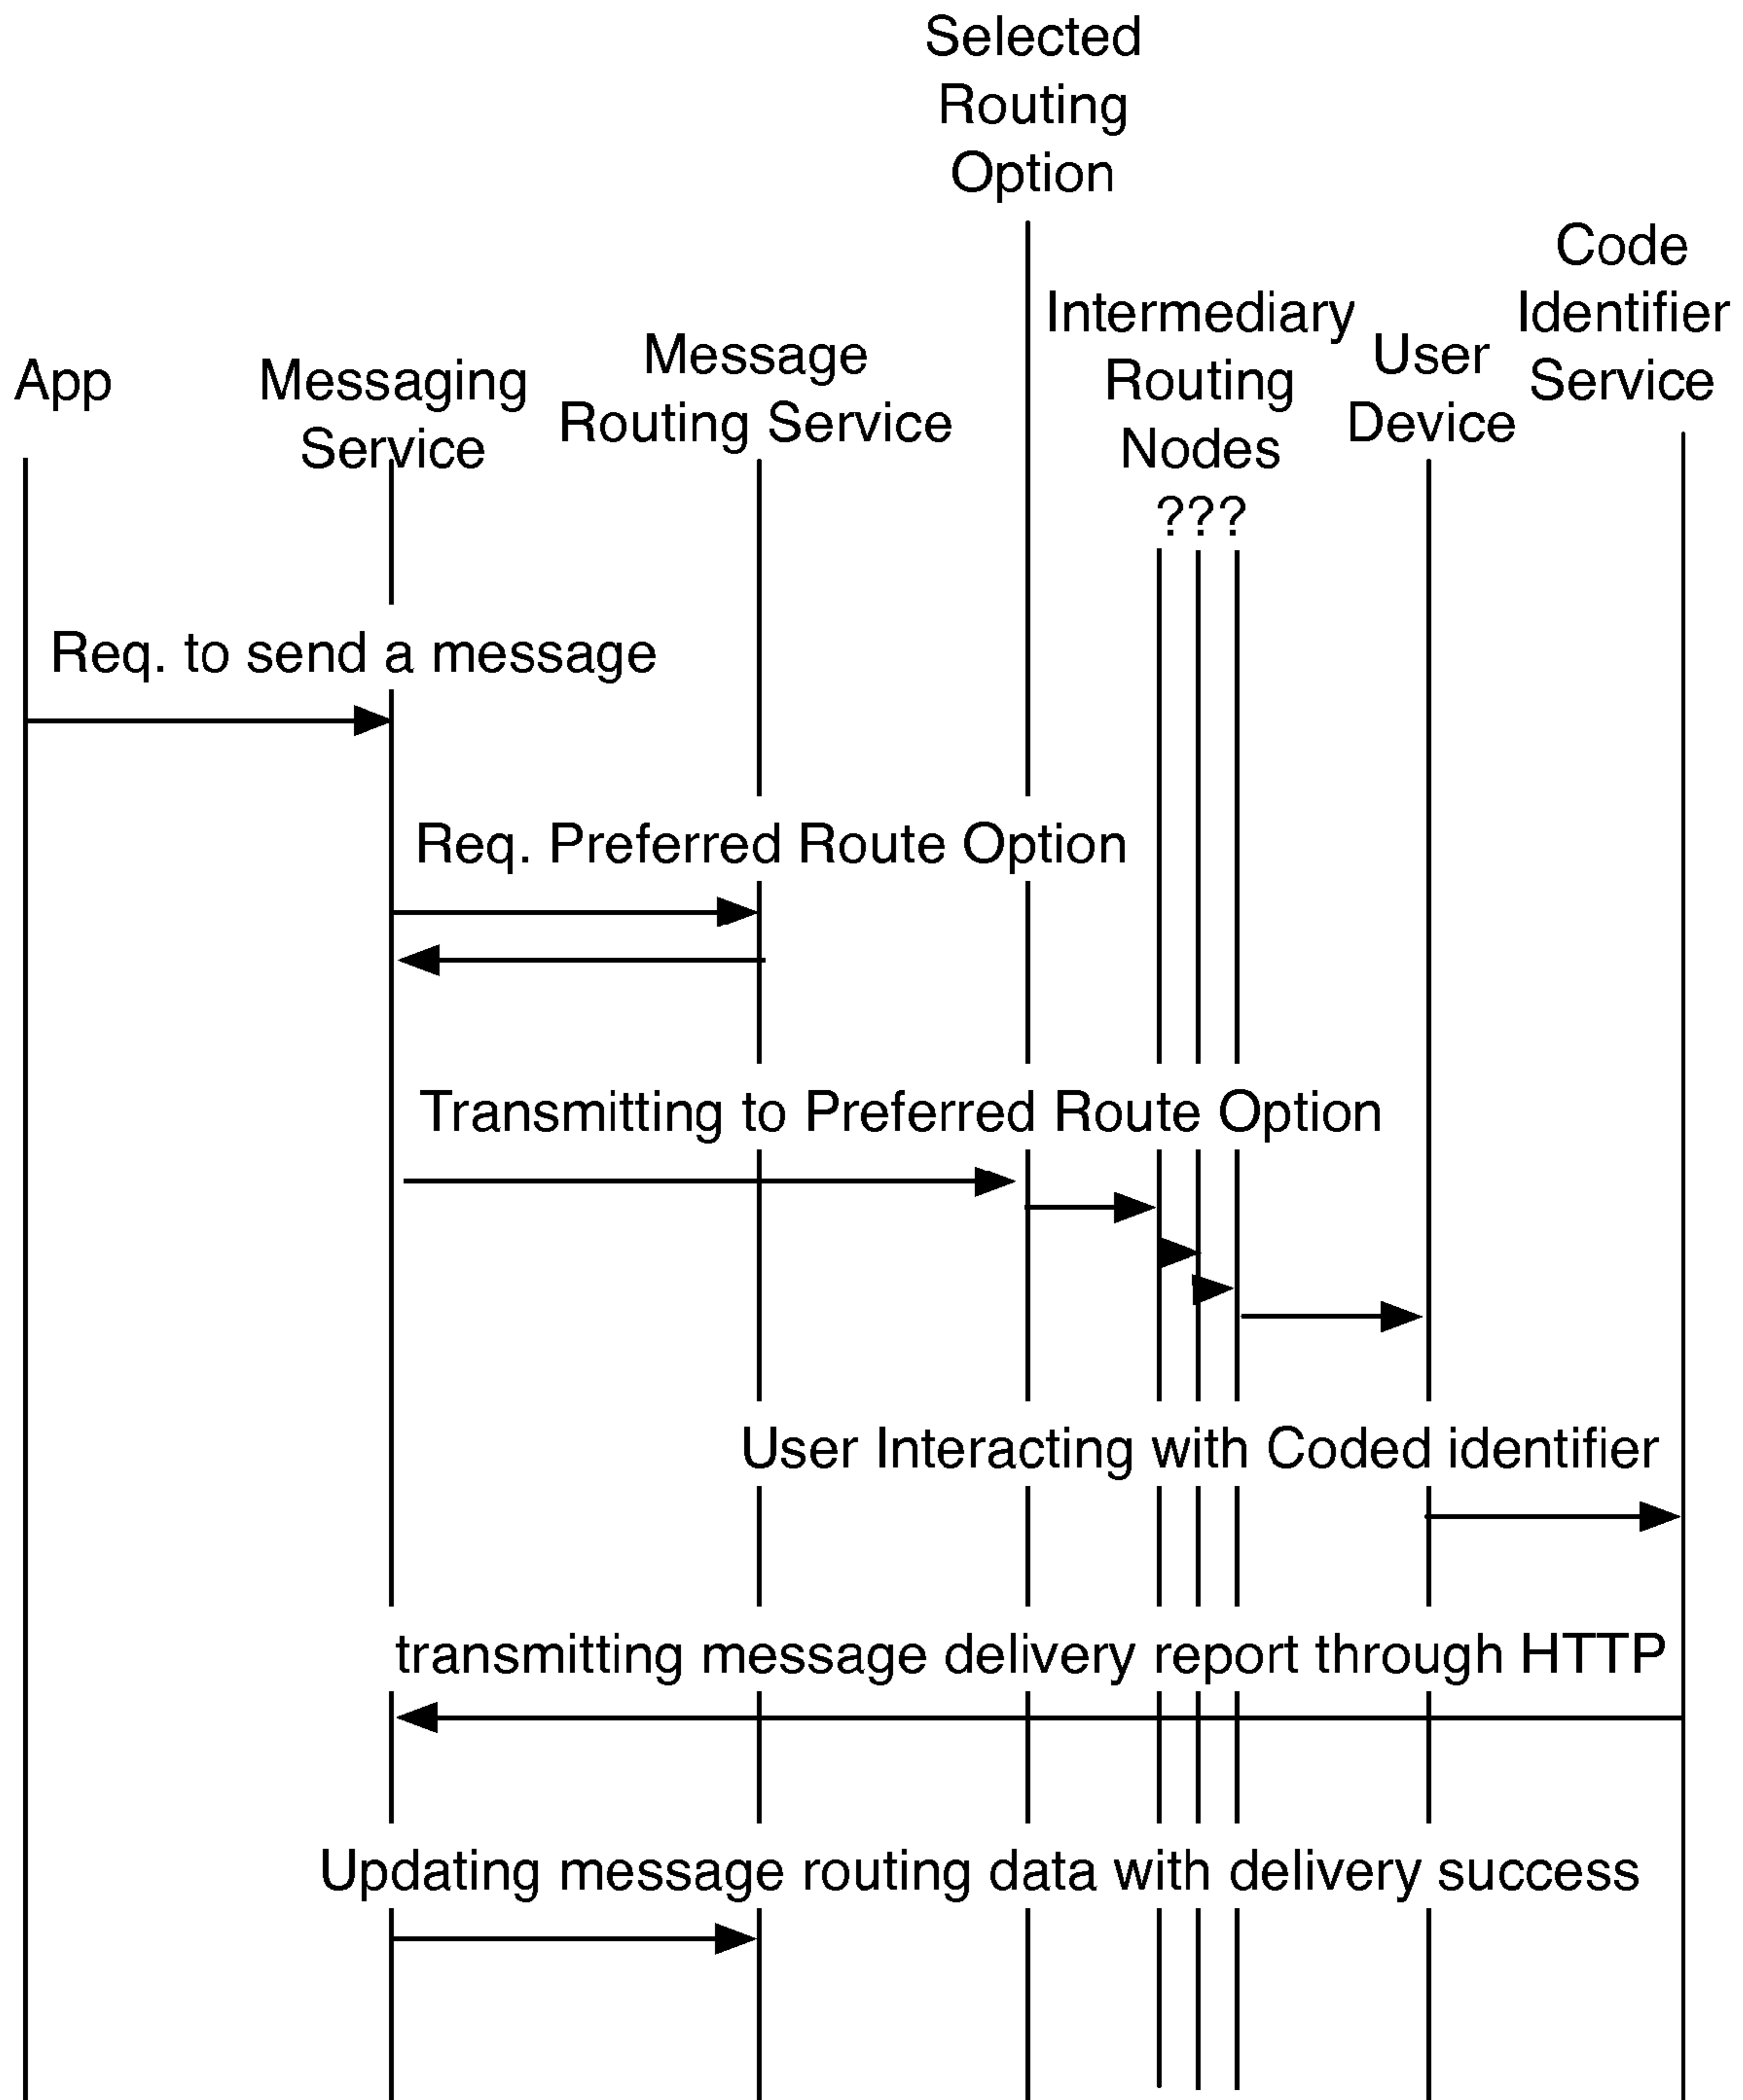 Selected
Routing
Option
Code
Identifier
Service
Intermediary
Routing
Nodes
???
User
Device
Message
Routing Service
App
Messaging
Service
Req. to send a message
Req. Preferred Route Option
Transmitting to Preferred Route Option
User Interacting with Coded identifier
transmitting message delivery report through HTTP
Updating message routing data with delivery success